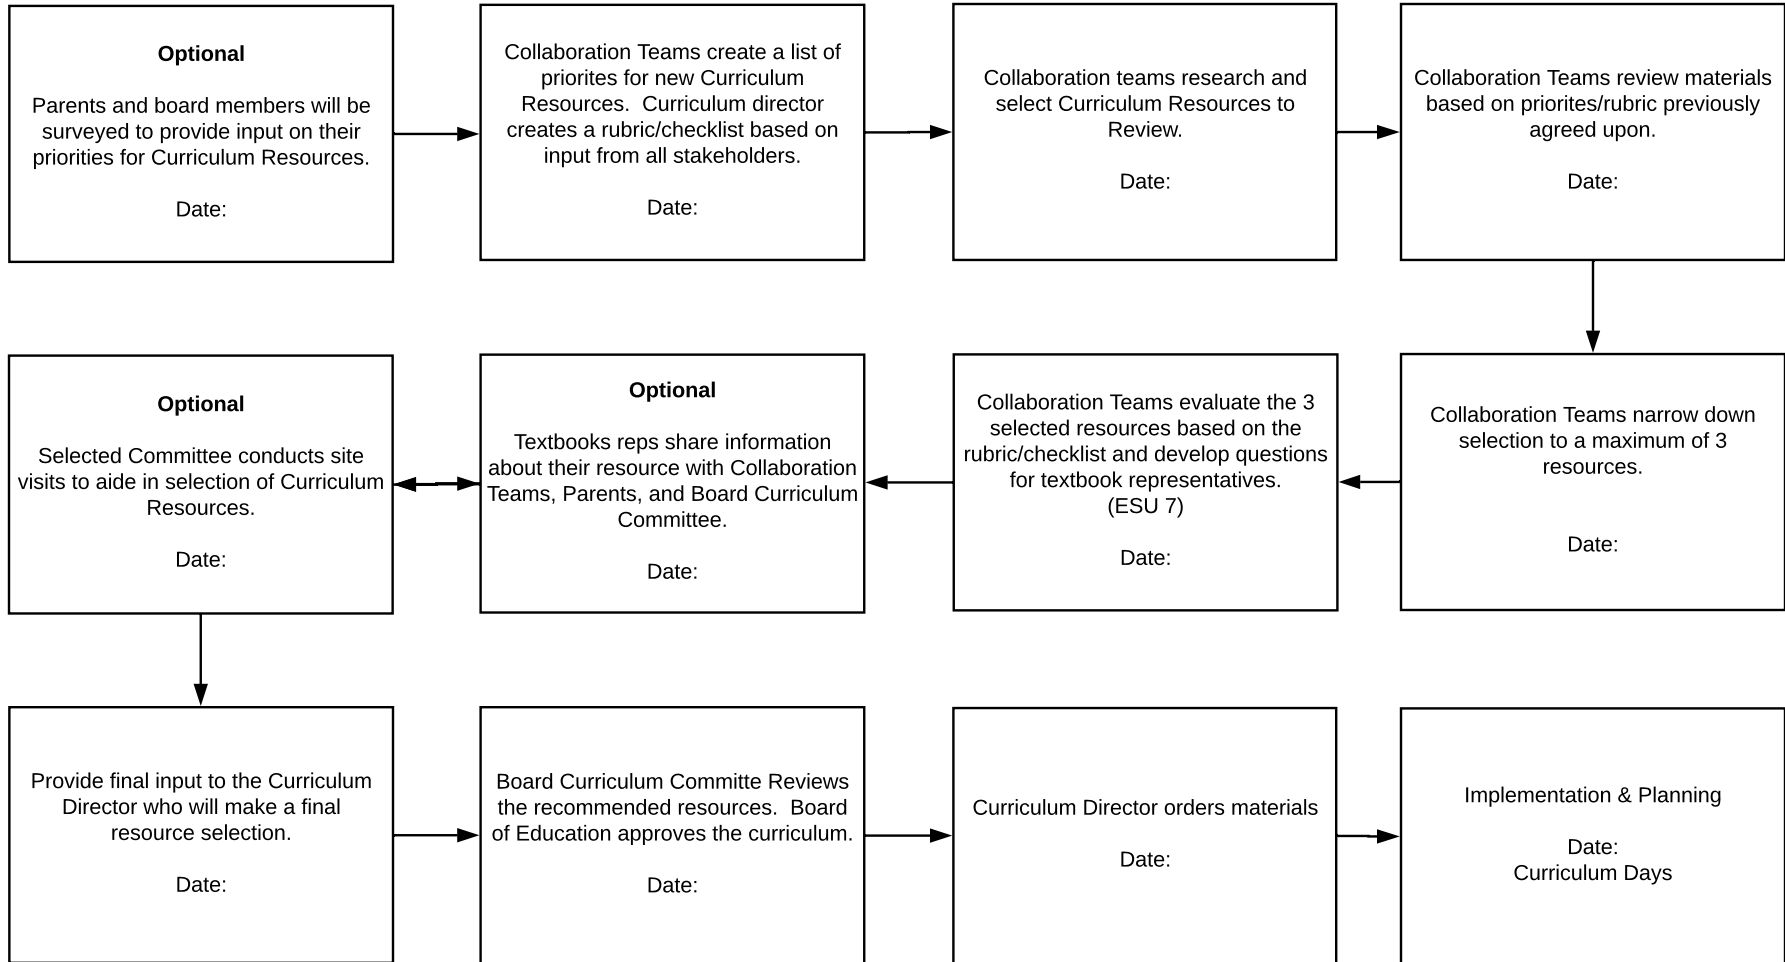 Optional
Parents and board members will be
surveyed to provide input on their
priorities for Curriculum Resources.
Date:
Collaboration Teams create a list of
priorites for new Curriculum
Resources.  Curriculum director
creates a rubric/checklist based on
input from all stakeholders.
Date:
Collaboration teams research and
select Curriculum Resources to
Review.
Date:
Collaboration Teams review materials
based on priorites/rubric previously
agreed upon.
Date:
Collaboration Teams narrow down
selection to a maximum of 3
resources.
Date:
Collaboration Teams evaluate the 3
selected resources based on the
rubric/checklist and develop questions
for textbook representatives.
(ESU 7)
Date:
Optional
Textbooks reps share information
about their resource with Collaboration
Teams, Parents, and Board Curriculum
Committee.
Date:
Optional
Selected Committee conducts site
visits to aide in selection of Curriculum
Resources.
Date:
Provide final input to the Curriculum
Director who will make a final
resource selection.
Date:
Board Curriculum Committe Reviews
the recommended resources.  Board
of Education approves the curriculum.
Date:
Curriculum Director orders materials
Date:
Implementation & Planning
Date:
Curriculum Days